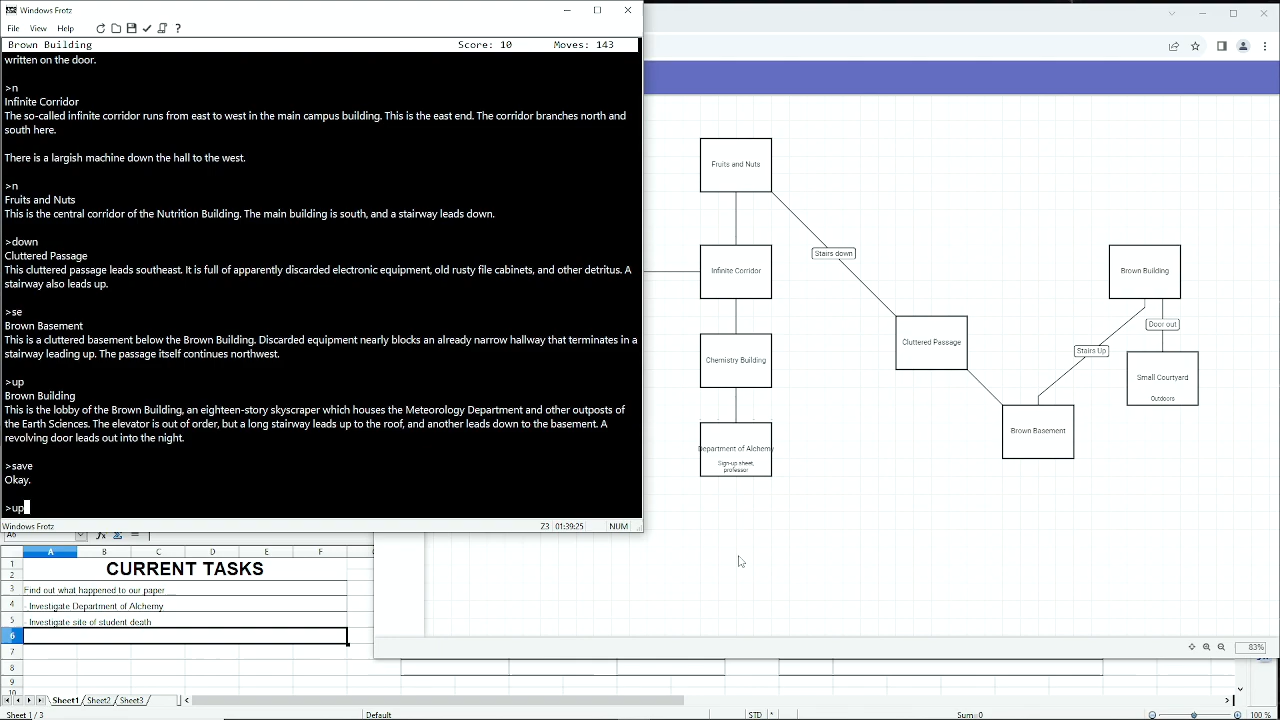 Windows Frotz
File View Help ?
Brown Building Score: 10 Moves: 143
written on the door.
>n
Infinite Corridor
The so-called infinite corridor runs from east to west in the main campus building. This is the east end. The corridor branches north and
south here.
There is a largish machine down the hall to the west.
>n
Fruits and Nuts
This is the central corridor of the Nutrition Building. The main building is south, and a stairway leads down.
>down
Cluttered Passage
This cluttered passage leads southeast. It is full of apparently discarded electronic equipment, old rusty file cabinets, and other detritus. A
stairway also leads up.
>se
Brown Basement
This is a cluttered basement below the Brown Building. Discarded equipment nearly blocks an already narrow hallway that terminates in a
stairway leading up. The passage itself continues northwest.
>up
Brown Building
This is the lobby of the Brown Building, an eighteen-story skyscraper which houses the Meteorology Department and other outposts of
the Earth Sciences. The elevator is out of order, but a long stairway leads up to the roof, and another leads down to the basement. A
revolving door leads out into the night.
>save
Okay.
>up
Windows Frotz Z3 01:39:25 NUM
Fruits and Nuts
Stairs down
Infinite Corridor
Brown Building
Door out
Cluttered Passage
Stairs Up
Chemistry Building
Small Courtyard
Outdoors
Brown Basement
Department of Alchemy
Sign-up sheet,
professor
83%
A6
A B C D E F
1 CURRENT TASKS
2
3 Find out what happened to our paper
4 - Investigate Department of Alchemy
5 - Investigate site of student death
6
7
8
9
10
Sheet1 Sheet2 Sheet3
Sheet 1 / 3 Default STD * Sum=0 100 %